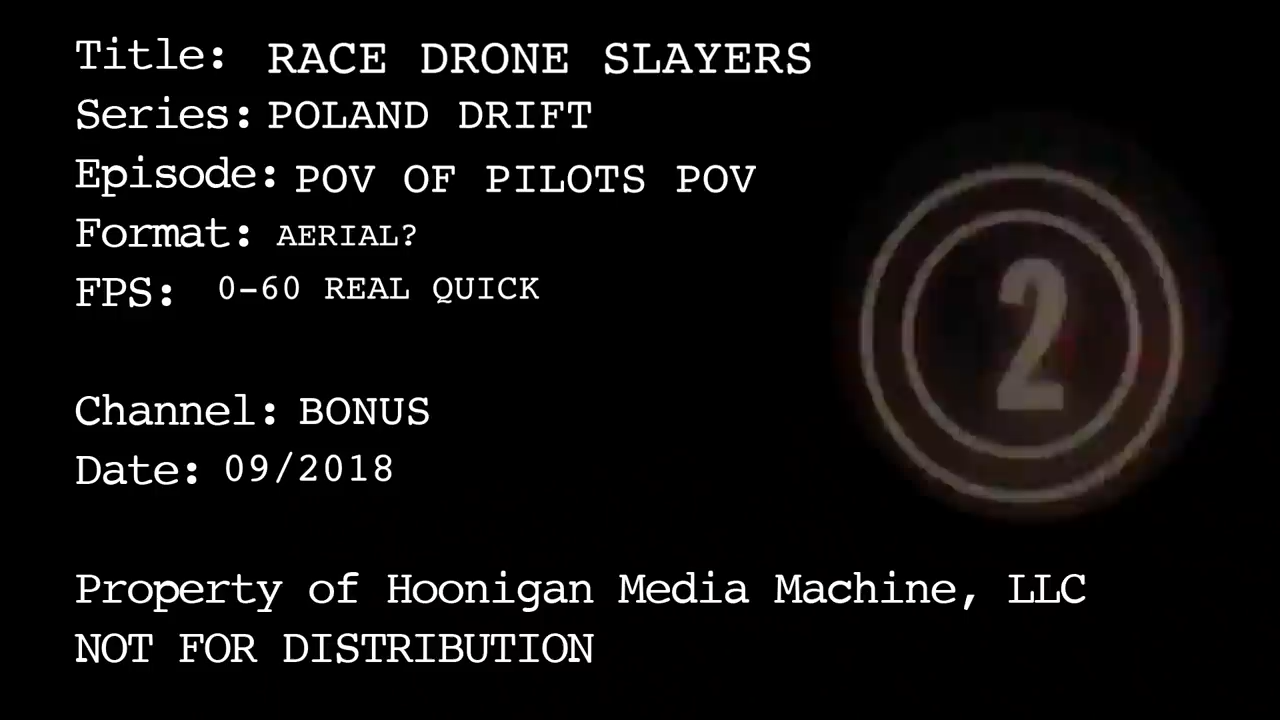 Title: RACE DRONE SLAYERS
Series: POLAND DRIFT
Episode: POV OF PILOTS POV
Format: AERIAL?
FPS: 0-60 REAL QUICK
2
Channel: BONUS
Date: 09/2018
Property of Hoonigan Media Machine, LLC
NOT FOR DISTRIBUTION